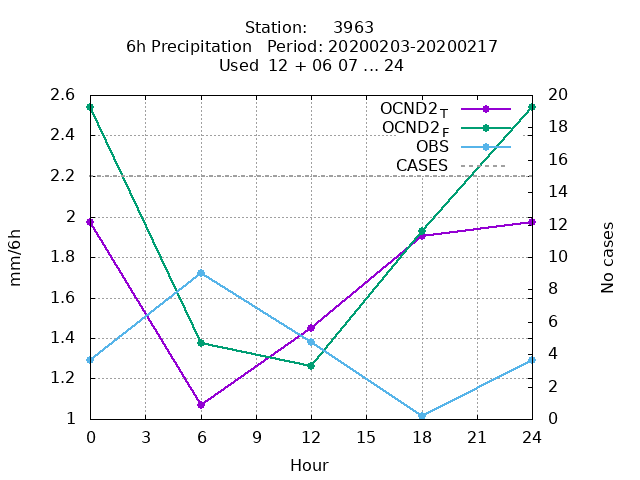 Station: 3963
6h Precipitation Period: 20200203-20200217
Used 12 + 06 07 ... 24
2.6
2.4
2.2
2
1.8
1.6
1.4
1.2
1
mm/6h
OCND2T
OCND2F
OBS
CASES
20
18
16
14
12
10
8
6
4
2
0
No cases
0 3 6 9 12 15 18 21 24
Hour